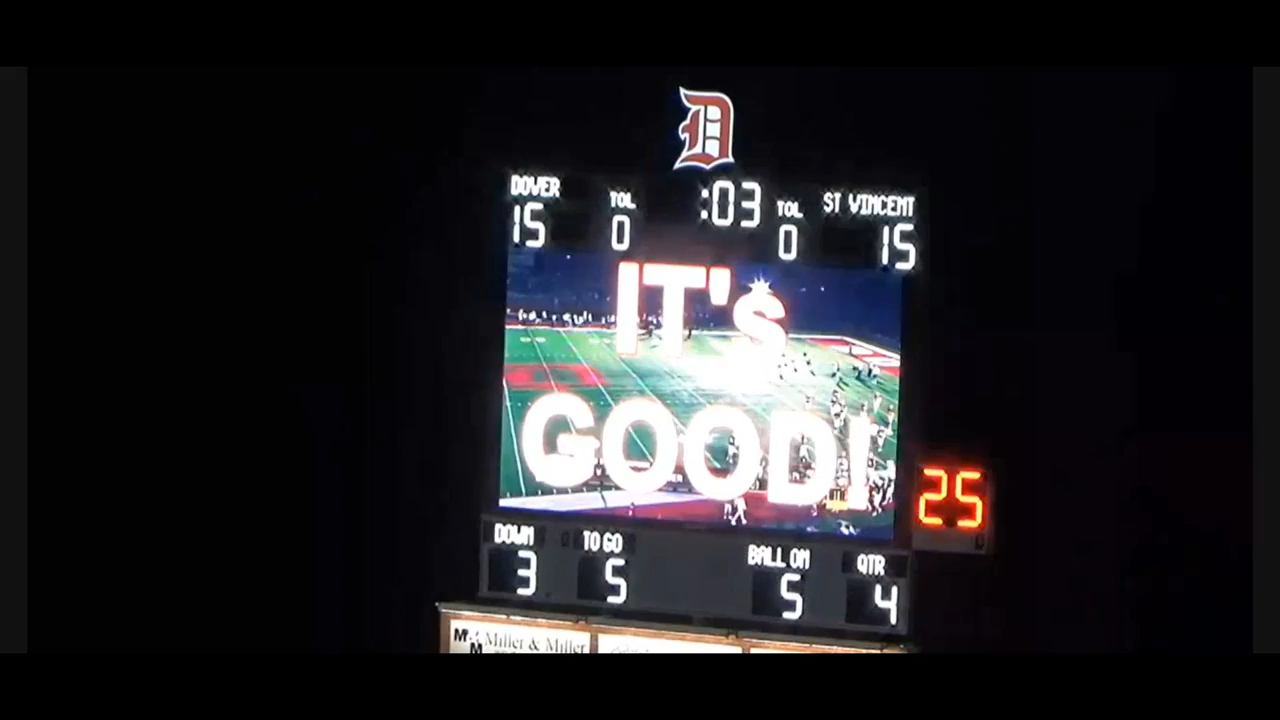 D
DOVER TOL :03 TOL ST VINCENT
15 0 0 15
IT's
GOOD!
25
DOWN TO GO BALL ON QTR
3 5 5 4
M M Miller & Miller